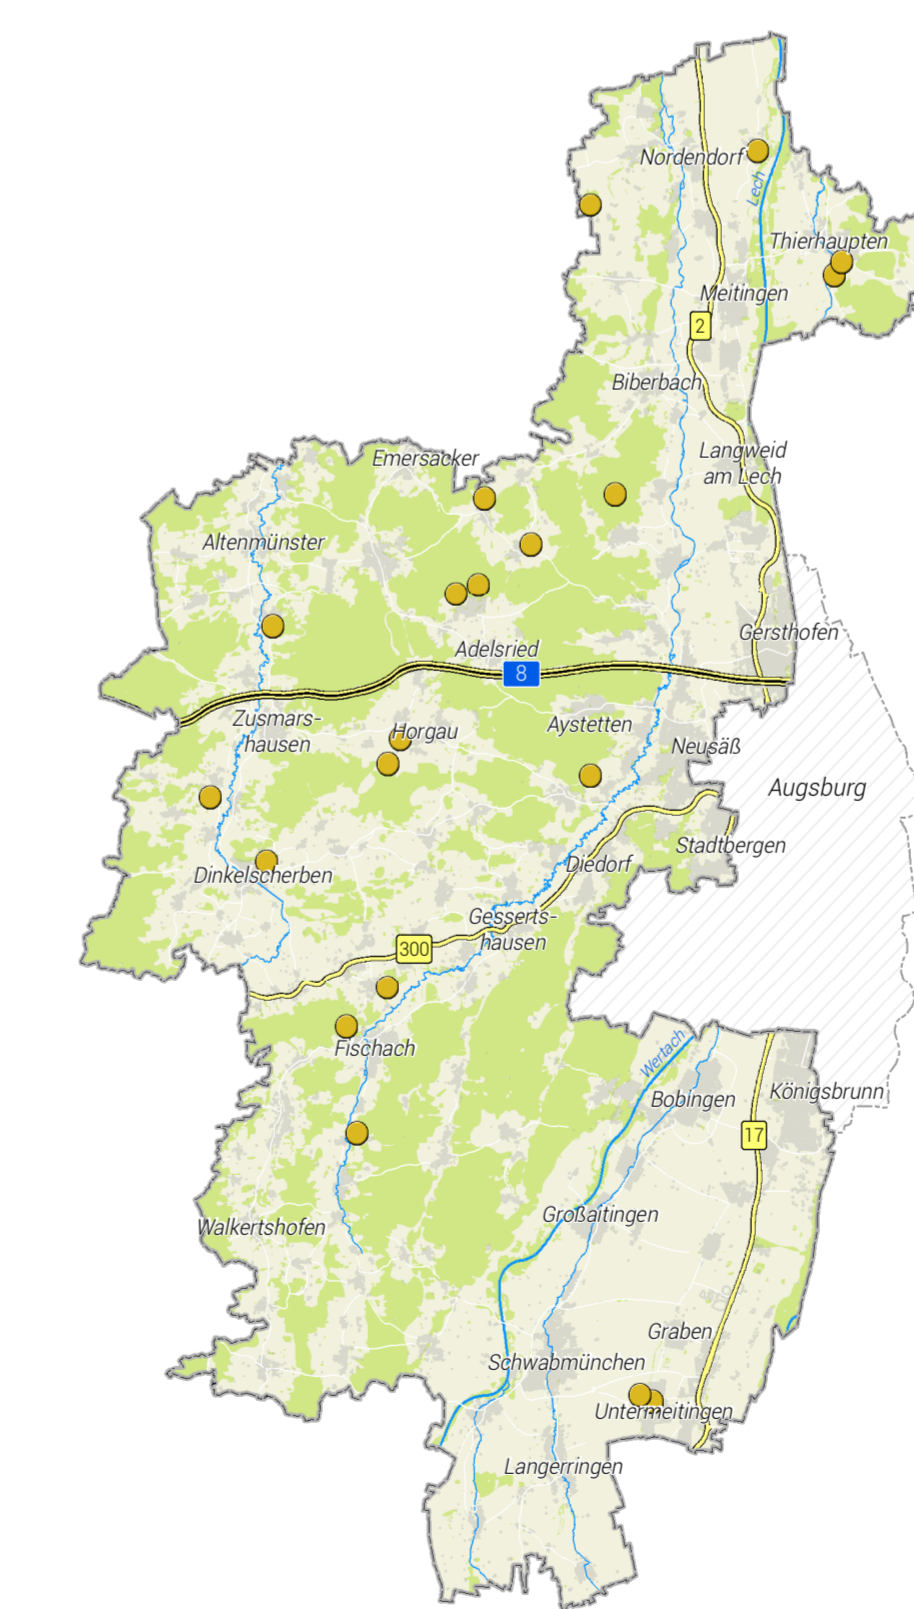 Nordendorf
Lech
Thierhaupten
Meitingen
2
Biberbach
Langweid
am Lech
Emersacker
Altenmünster
Gersthofen
Adelsried
8
Zusmars-
hausen
Horgau
Aystetten
Neusäß
Augsburg
Stadtbergen
Diedorf
Dinkelscherben
Gesserts-
hausen
300
Fischach
Wertach
Bobingen
Königsbrunn
17
Großaitingen
Walkertshofen
Graben
Schwabmünchen
Untermeitingen
Langerringen